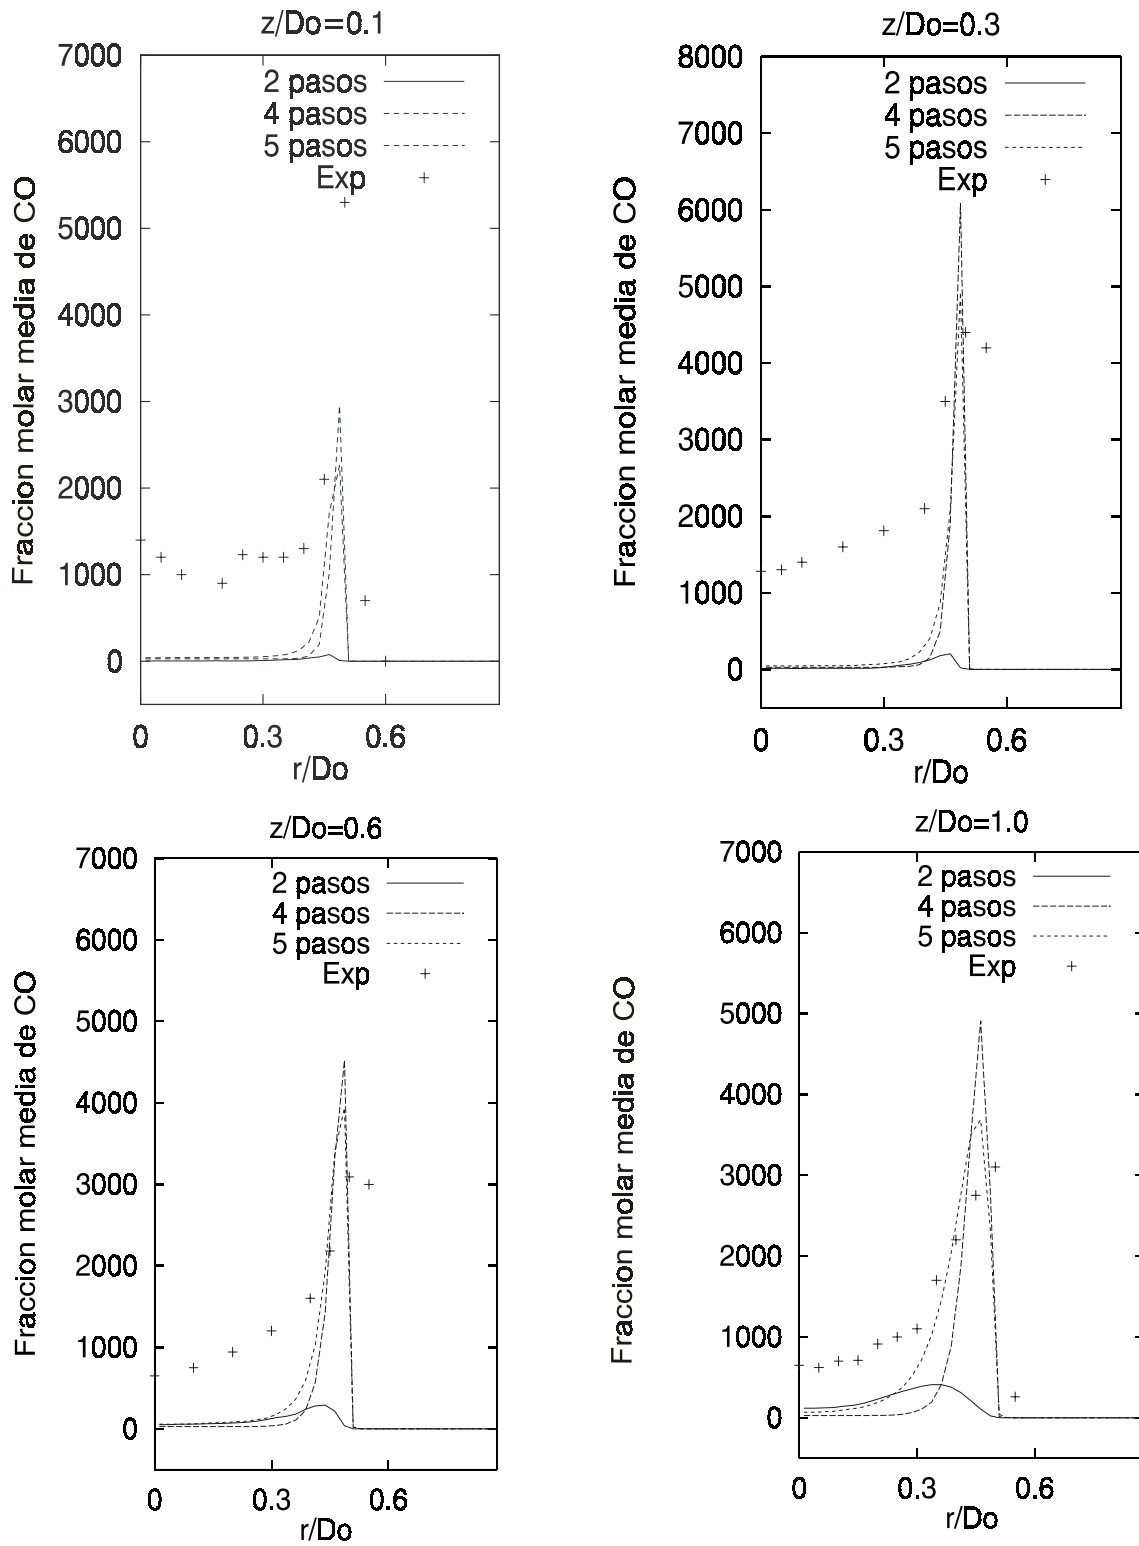 z/Do=0.1
7000
6000
5000
4000
3000
2000
1000
0
2 pasos
4 pasos
5 pasos
Exp
Fraccion molar media de CO
0 0.3 0.6
r/Do
z/Do=0.3
8000
7000
6000
5000
4000
3000
2000
1000
0
2 pasos
4 pasos
5 pasos
Exp
Fraccion molar media de CO
0 0.3 0.6
r/Do
z/Do=0.6
7000
6000
5000
4000
3000
2000
1000
0
2 pasos
4 pasos
5 pasos
Exp
Fraccion molar media de CO
0 0.3 0.6
r/Do
z/Do=1.0
7000
6000
5000
4000
3000
2000
1000
0
2 pasos
4 pasos
5 pasos
Exp
Fraccion molar media de CO
0 0.3 0.6
r/Do